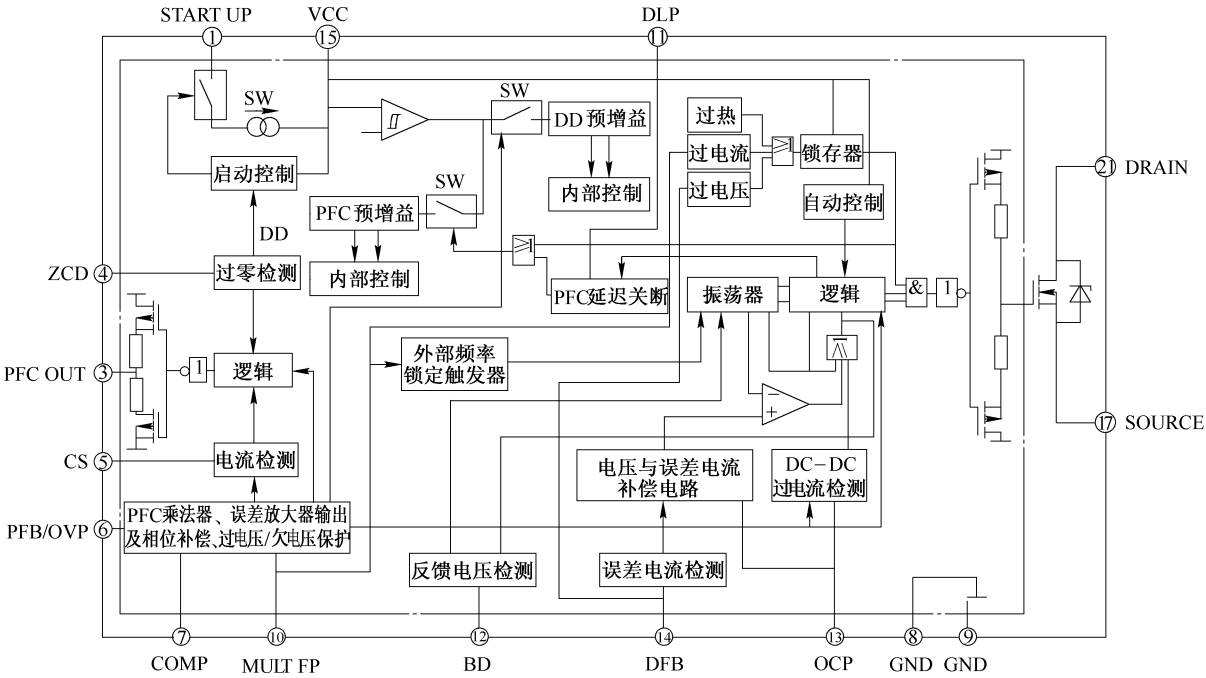 START UP
VCC
DLP
1
15
11
SW
SW
DD 预增益
过热
过电流
≥1
锁存器
启动控制
SW
内部控制
过电压
21
DRAIN
PFC 预增益
自动控制
DD
≥1
ZCD
4
过零检测
内部控制
PFC延迟关断
振荡器
逻辑
&
1
PFC OUT
3
1
逻辑
外部频率
锁定触发器
≥1
−
+
17
SOURCE
CS
5
电流检测
电压与误差电流
补偿电路
DC−DC
过电流检测
PFB/OVP
6
PFC乘法器、误差放大器输出
及相位补偿、过电压/欠电压保护
反馈电压检测
误差电流检测
7
10
12
14
13
8
9
COMP
MULT FP
BD
DFB
OCP
GND
GND